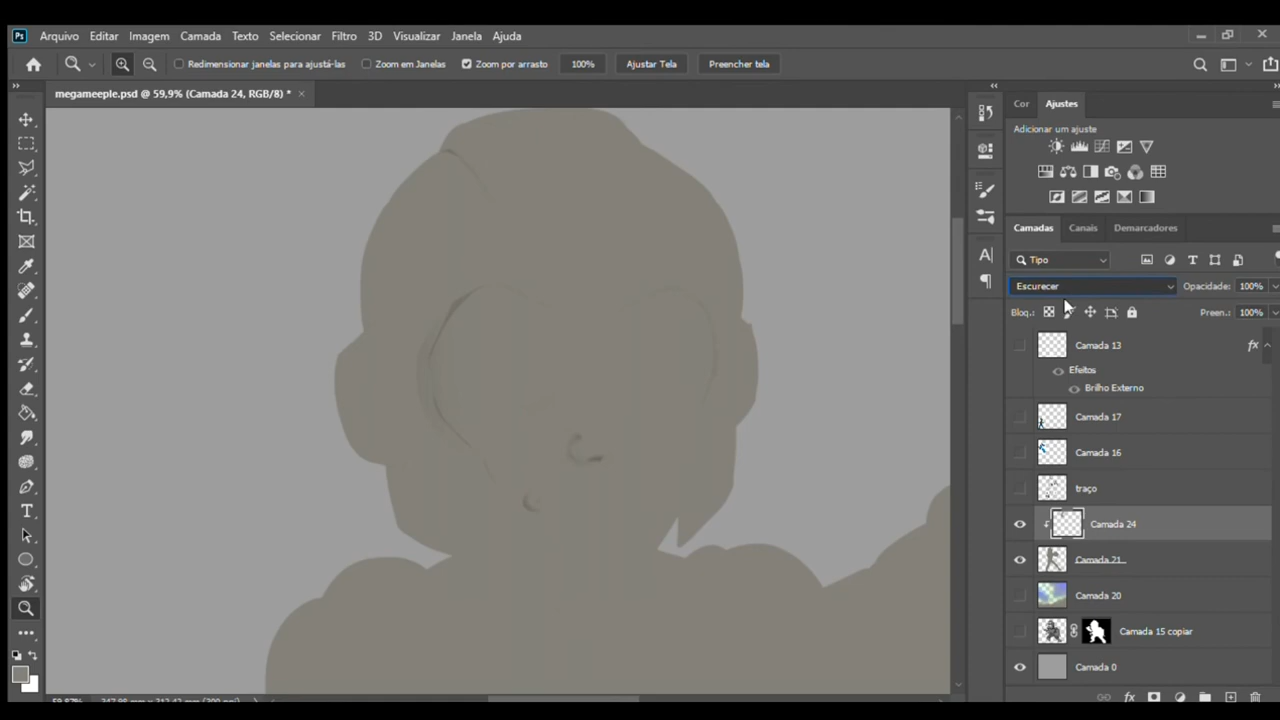 Ps Arquivo Editar Imagem Camada Texto Selecionar Filtro 3D Visualizar Janela Ajuda
Redimensionar janelas para ajustá-las Zoom em Janelas Zoom por arrasto 100% Ajustar Tela Preencher tela
megameeple.psd @ 59,9% (Camada 24, RGB/8) *
Cor Ajustes
Adicionar um ajuste
Camadas Canais Demarcadores
Tipo
Escurecer Opacidade: 100%
Bloq.: Preen.: 100%
Camada 13 fx
Efeitos
Brilho Externo
Camada 17
Camada 16
traço
Camada 24
Camada 21
Camada 20
Camada 15 copiar
Camada 0
fx